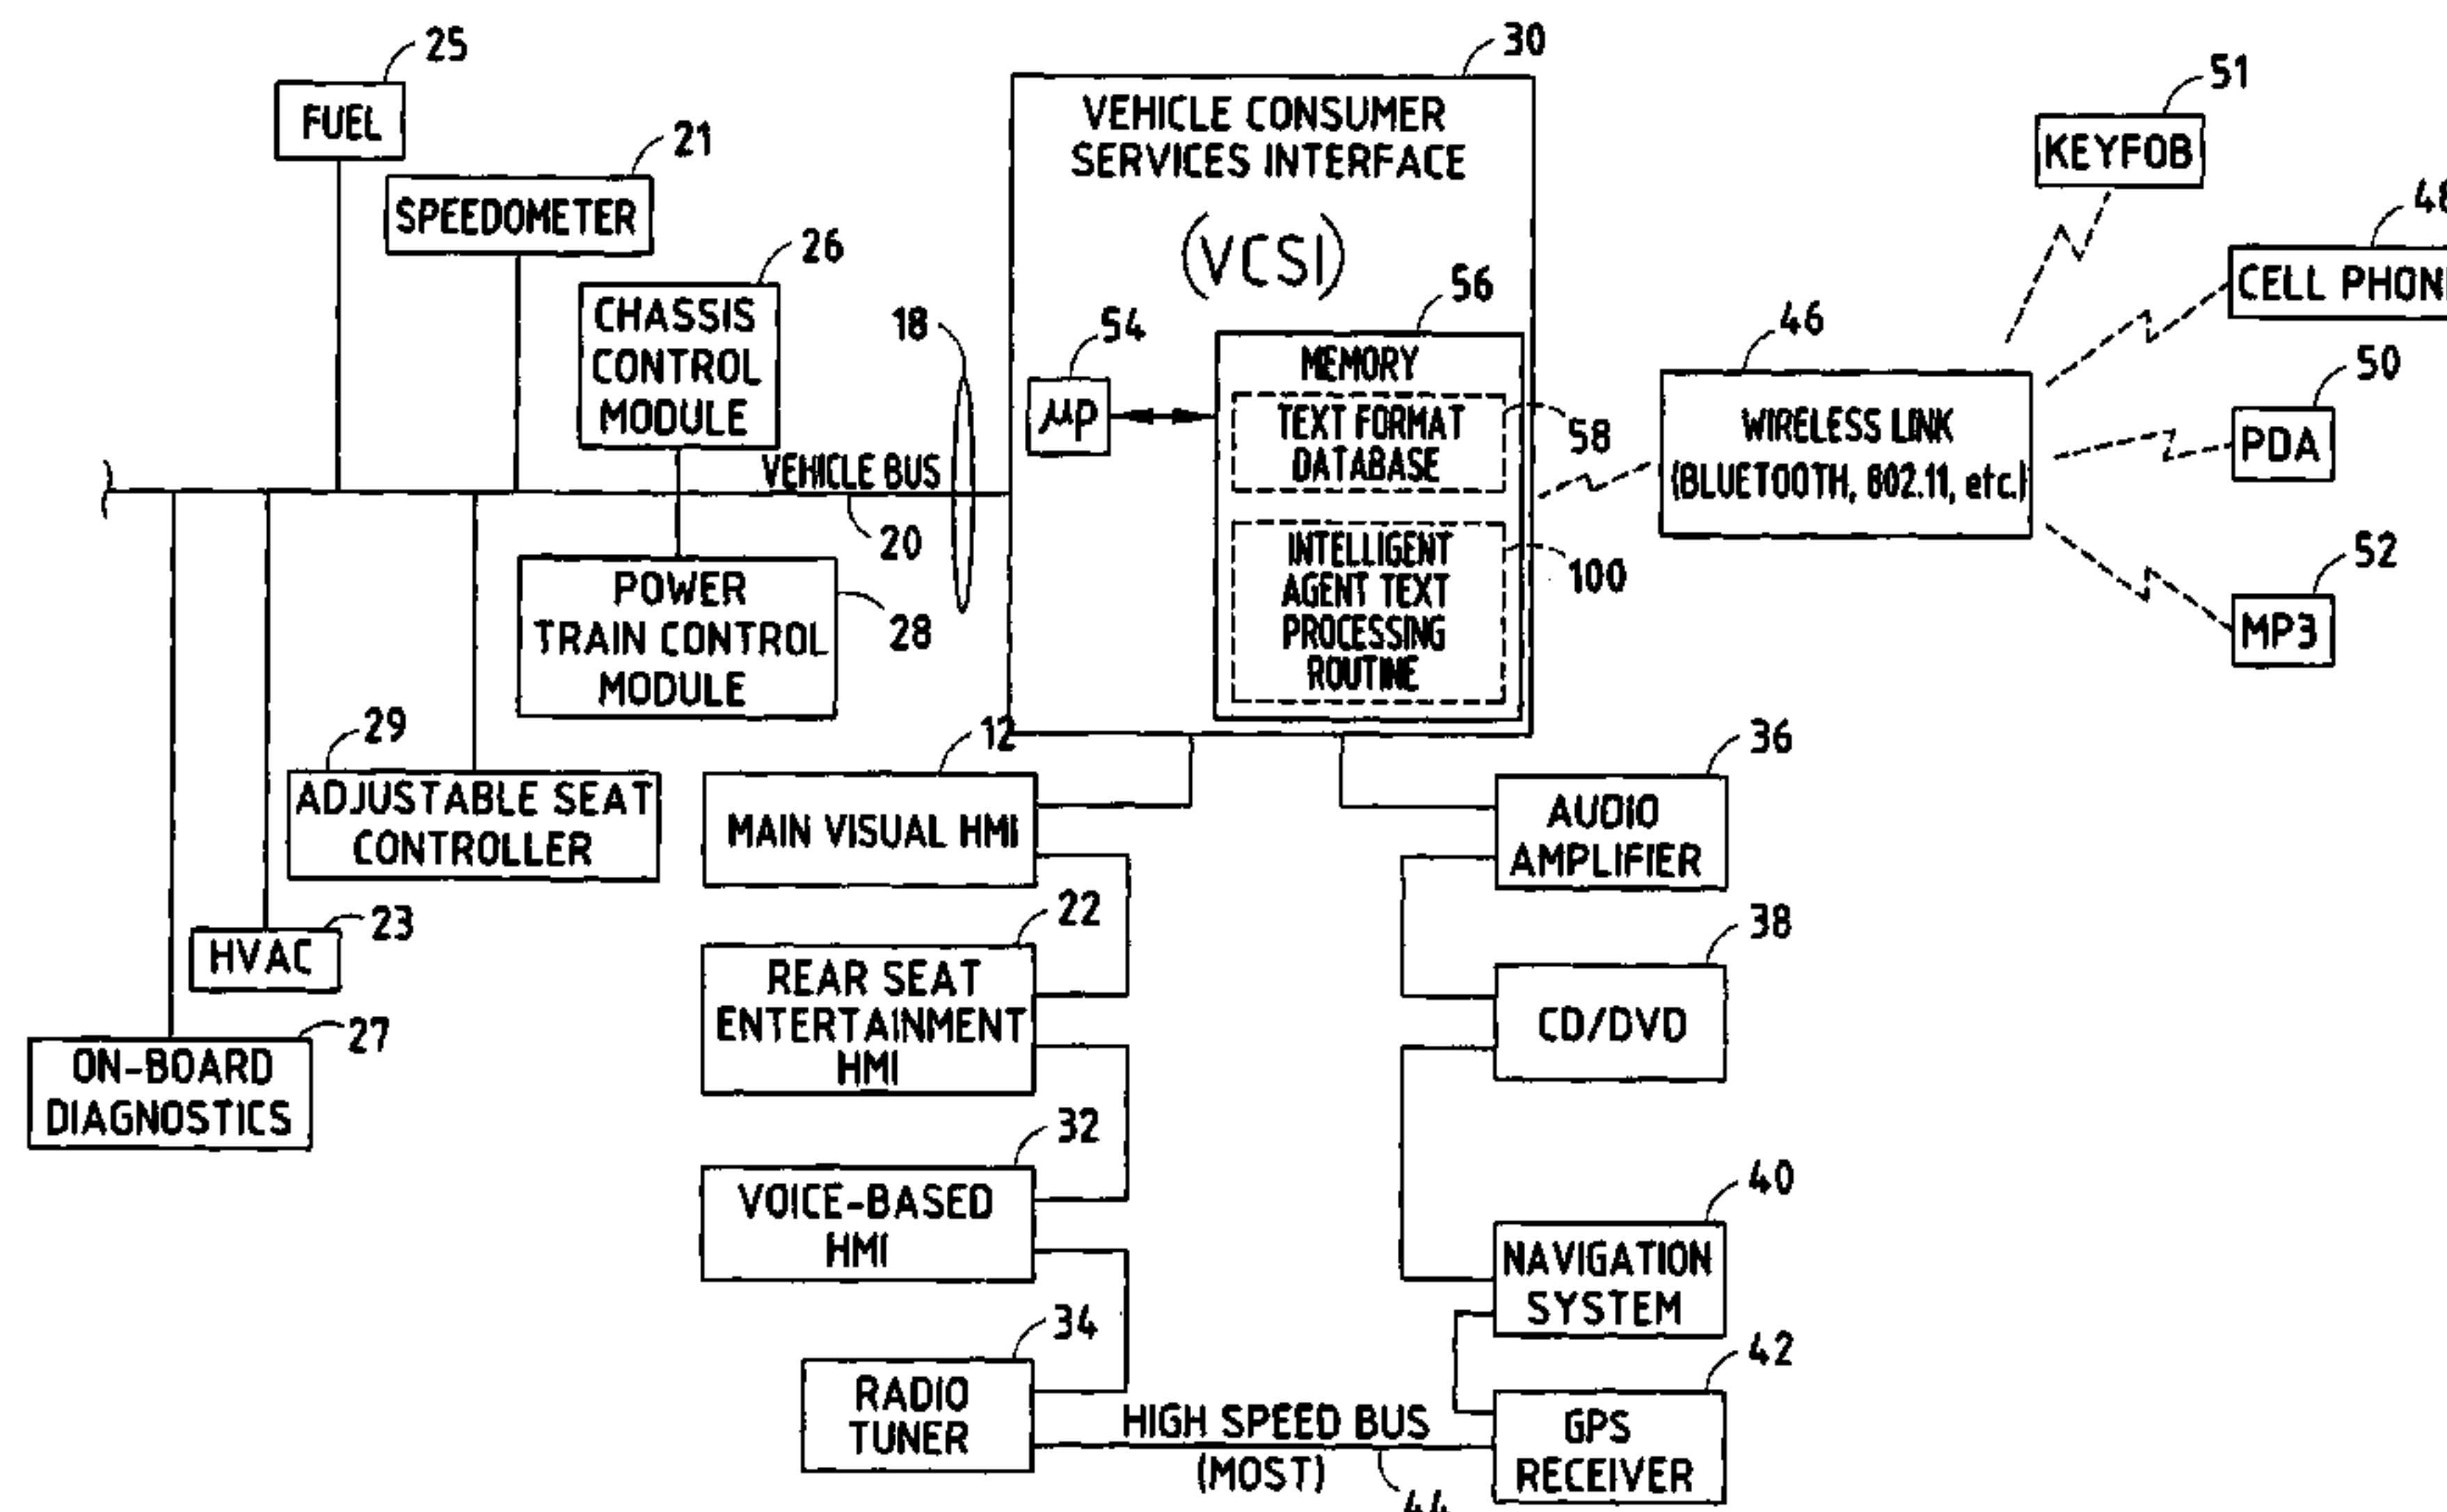 25
FUEL
21
SPEEDOMETER
26
CHASSIS
CONTROL
MODULE
18
VEHICLE BUS
20
POWER
TRAIN CONTROL
MODULE
28
29
ADJUSTABLE SEAT
CONTROLLER
HVAC
23
ON-BOARD
DIAGNOSTICS
27
30
VEHICLE CONSUMER
SERVICES INTERFACE
(VCSI)
54
μp
56
MEMORY
TEXT FORMAT
DATABASE
58
INTELLIGENT
AGENT TEXT
PROCESSING
ROUTINE
100
46
WIRELESS LINK
(BLUETOOTH, 802.11, etc.)
51
KEYFOB
48
CELL PHONE
50
PDA
52
MP3
12
MAIN VISUAL HMI
22
REAR SEAT
ENTERTAINMENT
HMI
32
VOICE-BASED
HMI
34
RADIO
TUNER
36
AUDIO
AMPLIFIER
38
CD/DVD
40
NAVIGATION
SYSTEM
42
GPS
RECEIVER
HIGH SPEED BUS
(MOST)
44